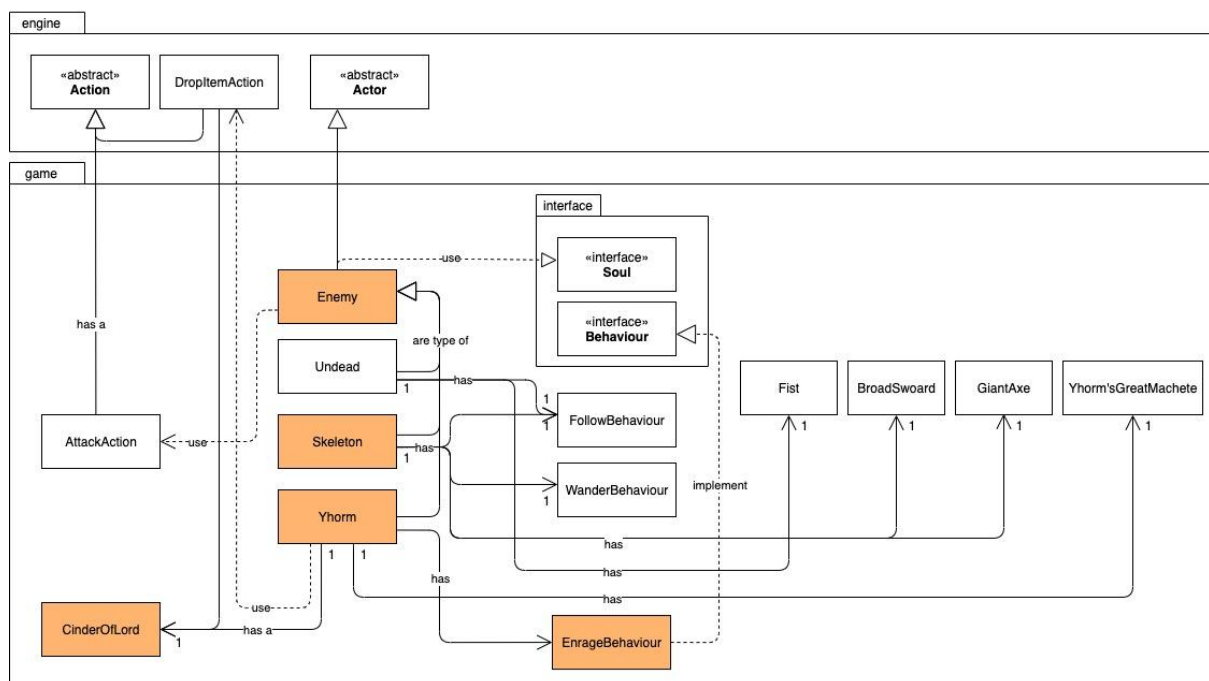 engine
«abstract»
Action
DropItemAction
«abstract»
Actor
game
interface
«interface»
Soul
use
Enemy
«interface»
Behaviour
has a
are type of
Undead
1
has
1
Fist
BroadSwoard
GiantAxe
Yhorm'sGreatMachete
FollowBehaviour
1
1
1
1
1
AttackAction
use
Skeleton
1
has
WanderBehaviour
1
implement
Yhorm
1
1
has
has
has
has
use
CinderOfLord
1
has a
EnrageBehaviour